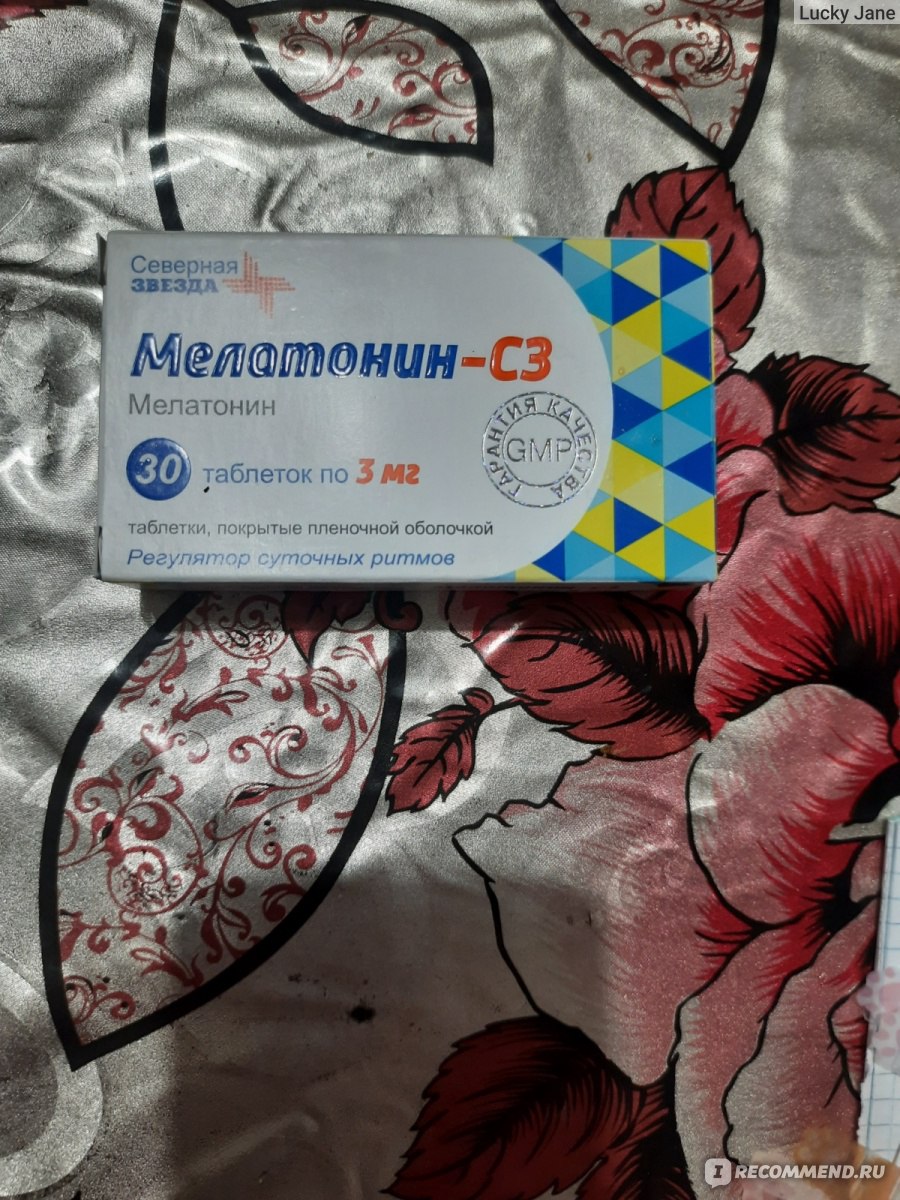 Lucky Jane
Северная
ЗВЕЗДА
Мелатонин-СЗ
Мелатонин
30 таблеток по 3 мг
ГАРАНТИЯ КАЧЕСТВА
GMP
таблетки, покрытые пленочной оболочкой
Регулятор суточных ритмов
IRECOMMEND.RU